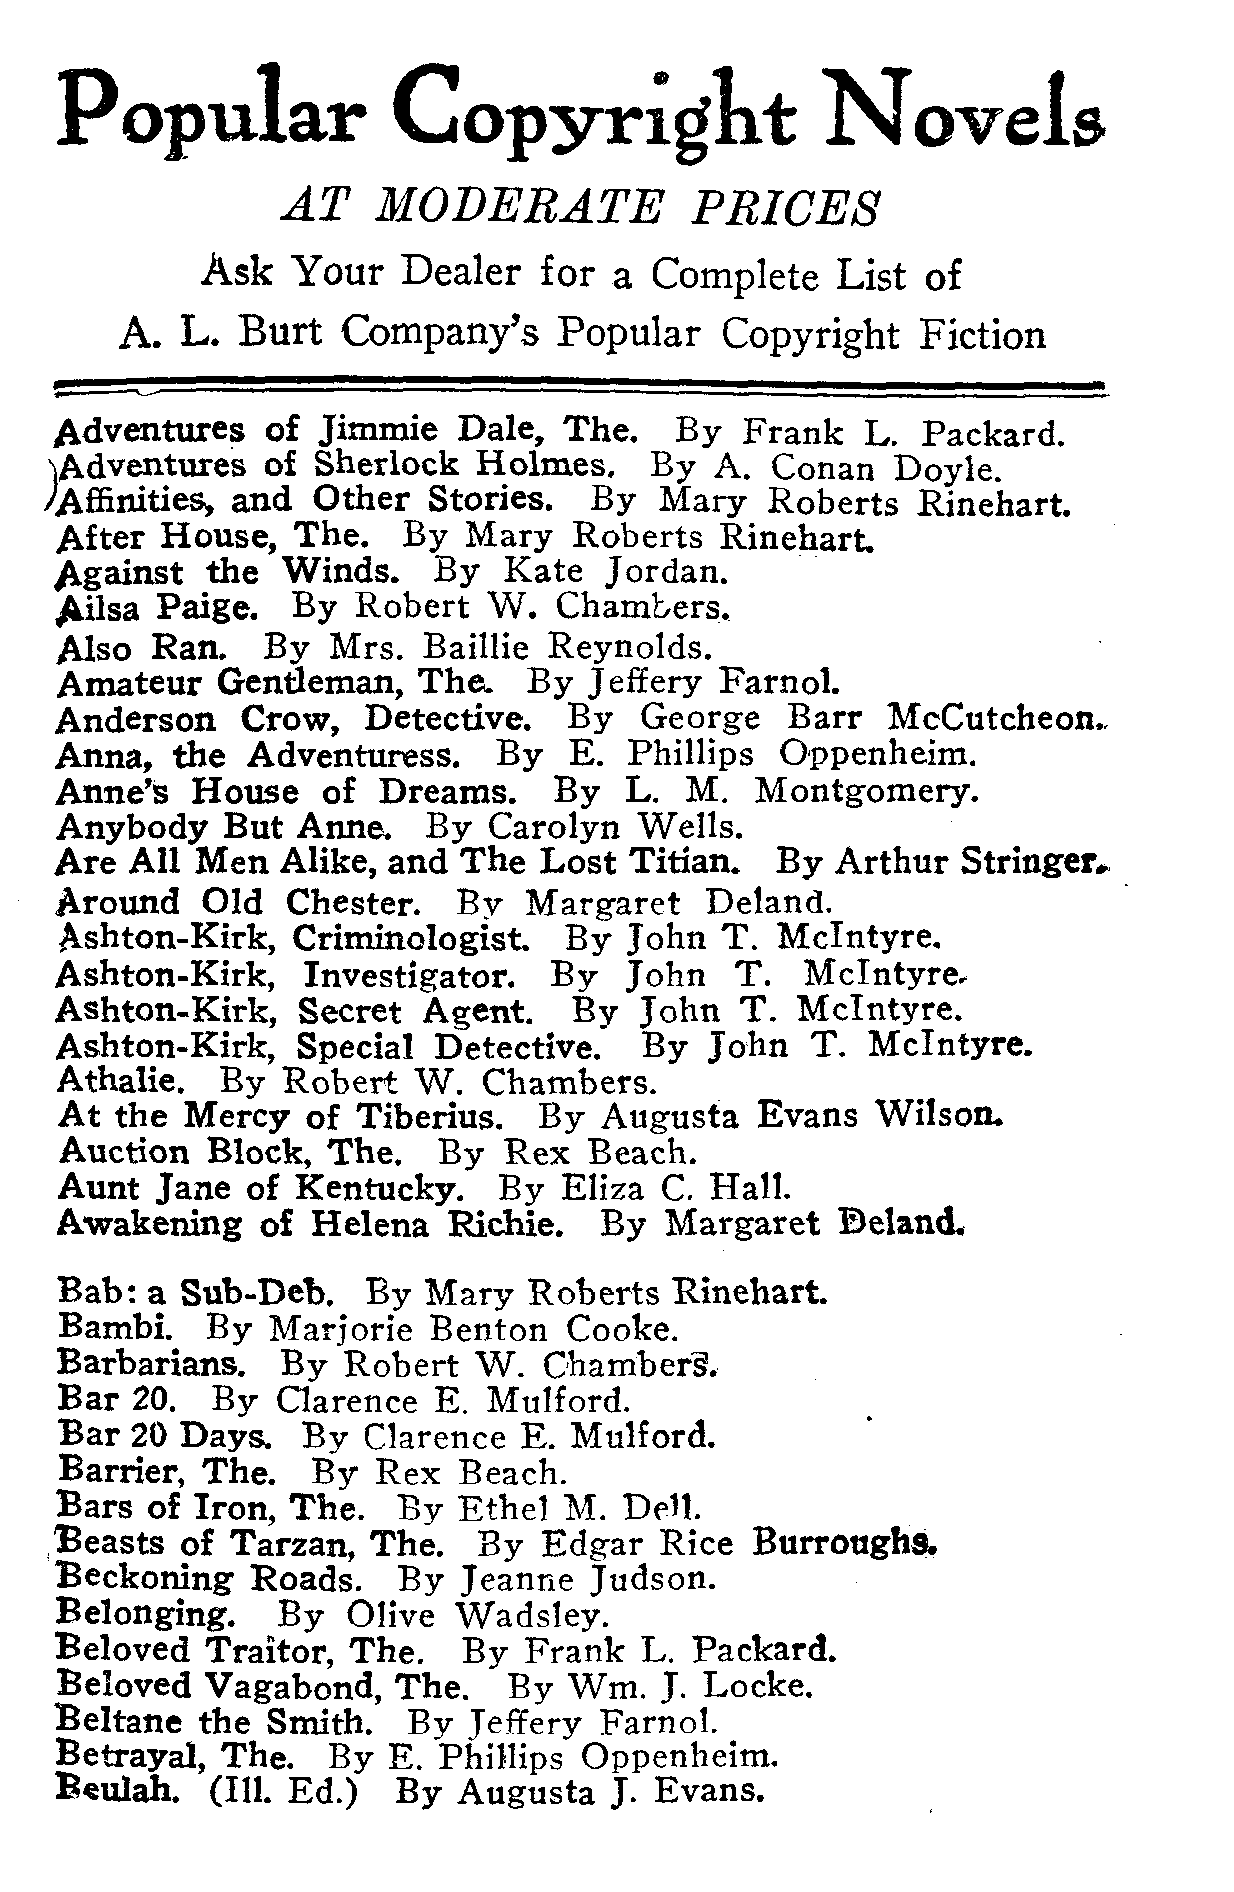 Popular Copyright Novels
AT MODERATE PRICES
Ask Your Dealer for a Complete List of
A. L. Burt Company's Popular Copyright Fiction
Adventures of Jimmie Dale, The. By Frank L. Packard.
Adventures of Sherlock Holmes. By A. Conan Doyle.
Affinities, and Other Stories. By Mary Roberts Rinehart.
After House, The. By Mary Roberts Rinehart.
Against the Winds. By Kate Jordan.
Ailsa Paige. By Robert W. Chambers.
Also Ran. By Mrs. Baillie Reynolds.
Amateur Gentleman, The. By Jeffery Farnol.
Anderson Crow, Detective. By George Barr McCutcheon.
Anna, the Adventuress. By E. Phillips Oppenheim.
Anne's House of Dreams. By L. M. Montgomery.
Anybody But Anne. By Carolyn Wells.
Are All Men Alike, and The Lost Titian. By Arthur Stringer.
Around Old Chester. By Margaret Deland.
Ashton-Kirk, Criminologist. By John T. McIntyre.
Ashton-Kirk, Investigator. By John T. McIntyre.
Ashton-Kirk, Secret Agent. By John T. McIntyre.
Ashton-Kirk, Special Detective. By John T. McIntyre.
Athalie. By Robert W. Chambers.
At the Mercy of Tiberius. By Augusta Evans Wilson.
Auction Block, The. By Rex Beach.
Aunt Jane of Kentucky. By Eliza C. Hall.
Awakening of Helena Richie. By Margaret Deland.
Bab: a Sub-Deb. By Mary Roberts Rinehart.
Bambi. By Marjorie Benton Cooke.
Barbarians. By Robert W. Chambers.
Bar 20. By Clarence E. Mulford.
Bar 20 Days. By Clarence E. Mulford.
Barrier, The. By Rex Beach.
Bars of Iron, The. By Ethel M. Dell.
Beasts of Tarzan, The. By Edgar Rice Burroughs.
Beckoning Roads. By Jeanne Judson.
Belonging. By Olive Wadsley.
Beloved Traitor, The. By Frank L. Packard.
Beloved Vagabond, The. By Wm. J. Locke.
Beltane the Smith. By Jeffery Farnol.
Betrayal, The. By E. Phillips Oppenheim.
Beulah. (Ill. Ed.) By Augusta J. Evans.